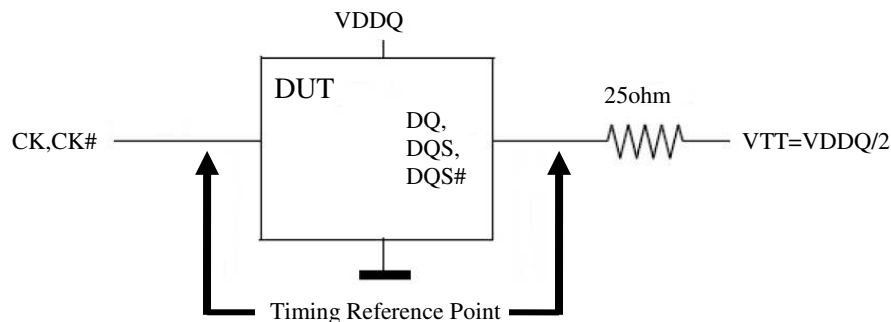 VDDQ
DUT
25ohm
CK,CK#
DQ,
DQS,
DQS#
VTT=VDDQ/2
Timing Reference Point